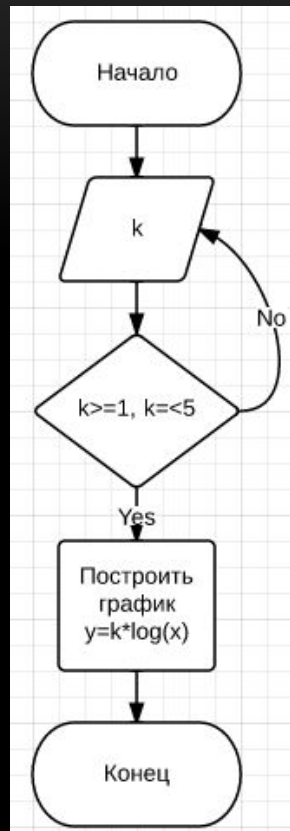 Начало
k
No
k>=1, k=<5
Yes
Построить
график
y=k*log(x)
Конец